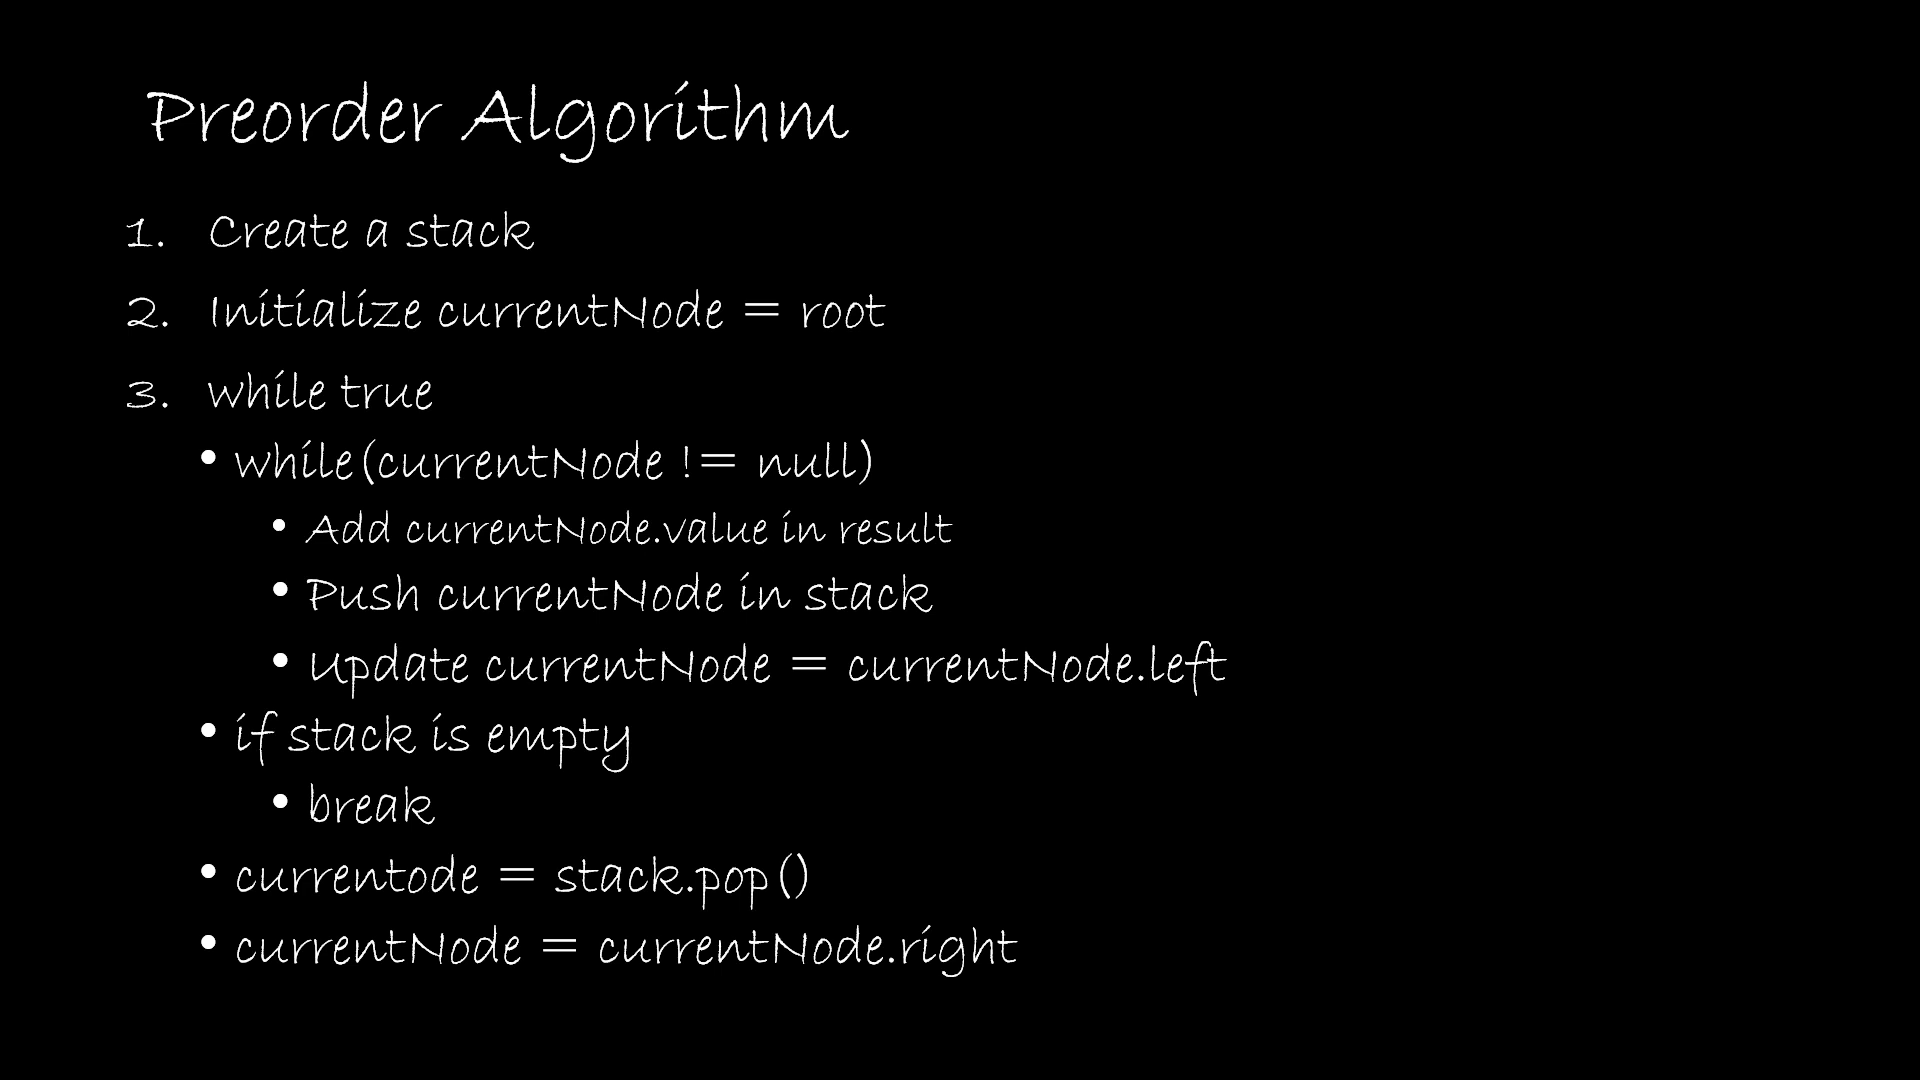 Preorder Algorithm
1. Create a stack
2. Initialize currentNode = root
3. while true
• while(currentNode != null)
• Add currentNode.value in result
• Push currentNode in stack
• Update currentNode = currentNode.left
• if stack is empty
• break
• currentode = stack.pop()
• currentNode = currentNode.right